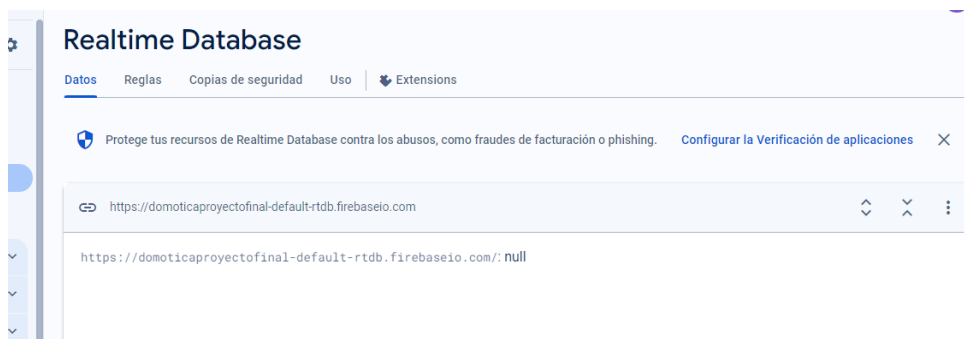 Realtime Database
Datos Reglas Copias de seguridad Uso Extensions
Protege tus recursos de Realtime Database contra los abusos, como fraudes de facturación o phishing. Configurar la Verificación de aplicaciones
https://domoticaproyectofinal-default-rtdb.firebaseio.com
https://domoticaproyectofinal-default-rtdb.firebaseio.com/: null